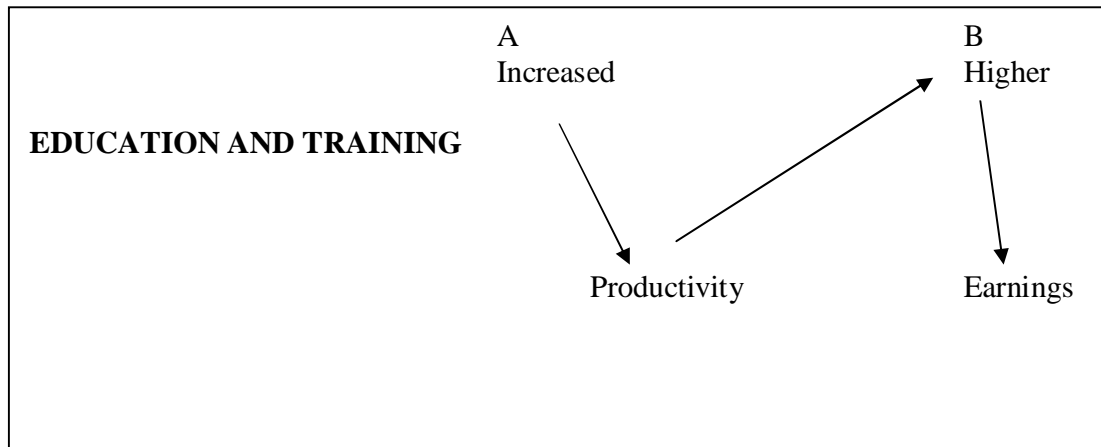 A
Increased
B
Higher
EDUCATION AND TRAINING
Productivity
Earnings